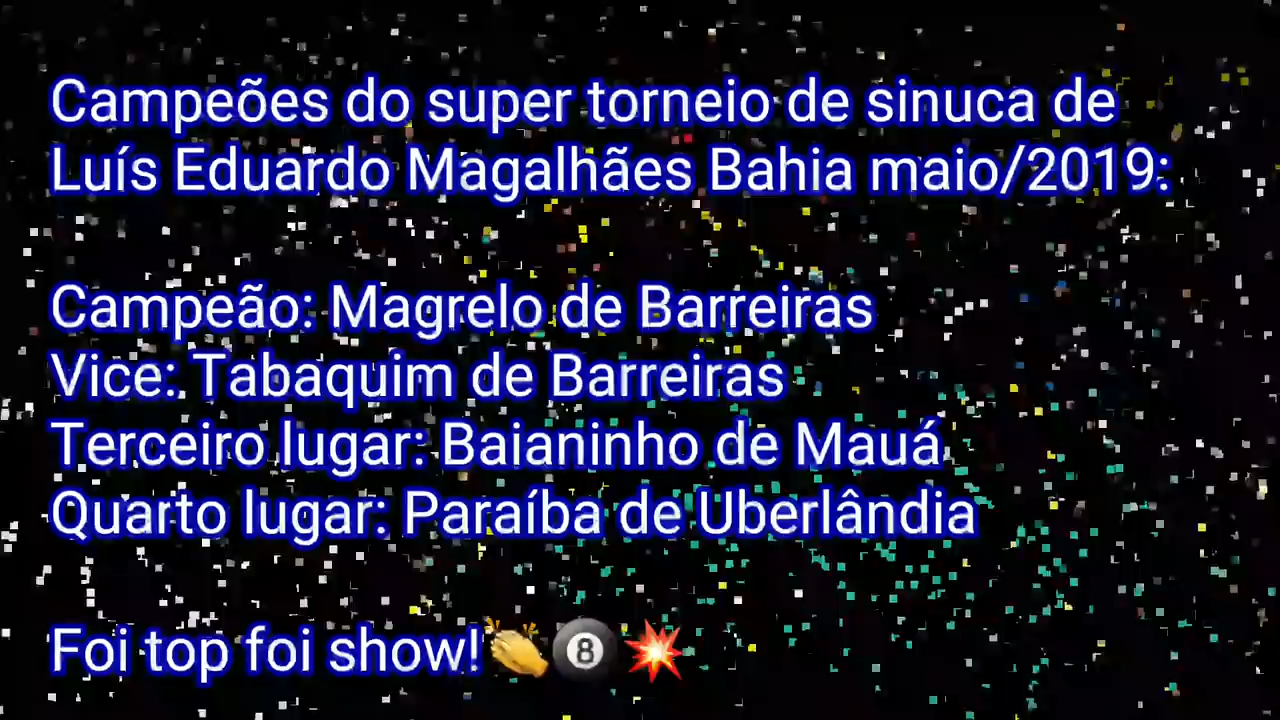 Campeões do super torneio de sinuca de
Luís Eduardo Magalhães Bahia maio/2019:
Campeão: Magrelo de Barreiras
Vice: Tabaquim de Barreiras
Terceiro lugar: Baianinho de Mauá
Quarto lugar: Paraíba de Uberlândia
Foi top foi show!👏🎱💥